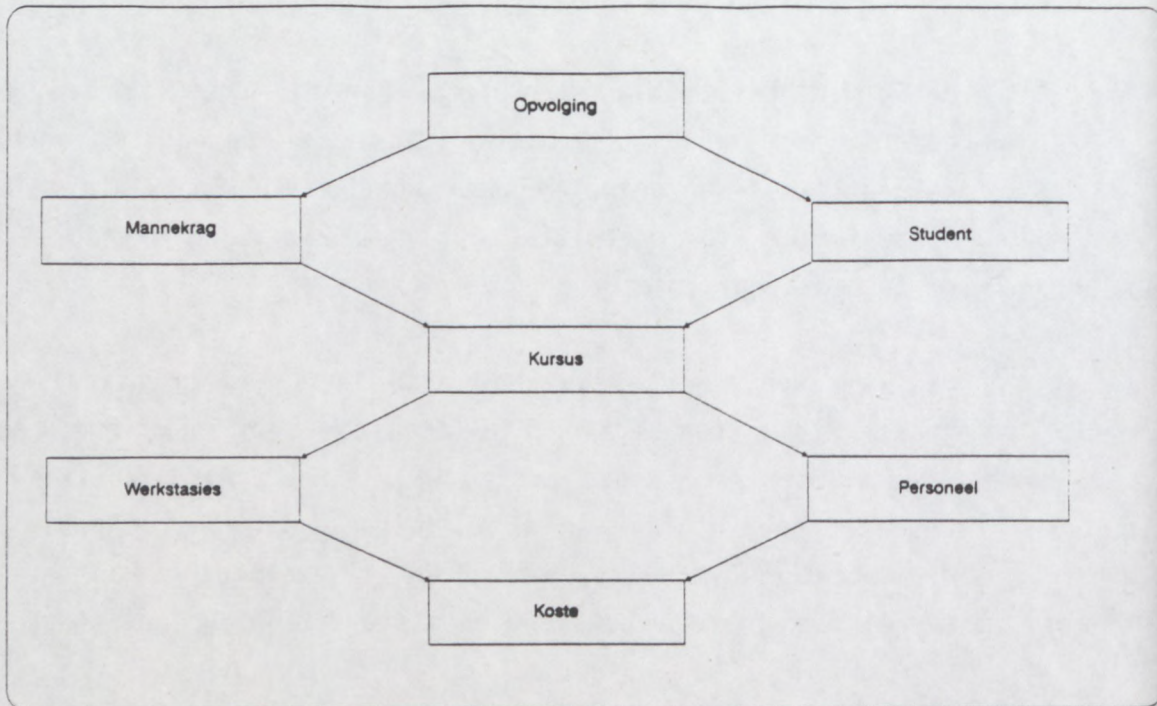 Opvolging
Mannekrag
Student
Kursus
Werkstasies
Personeel
Koste